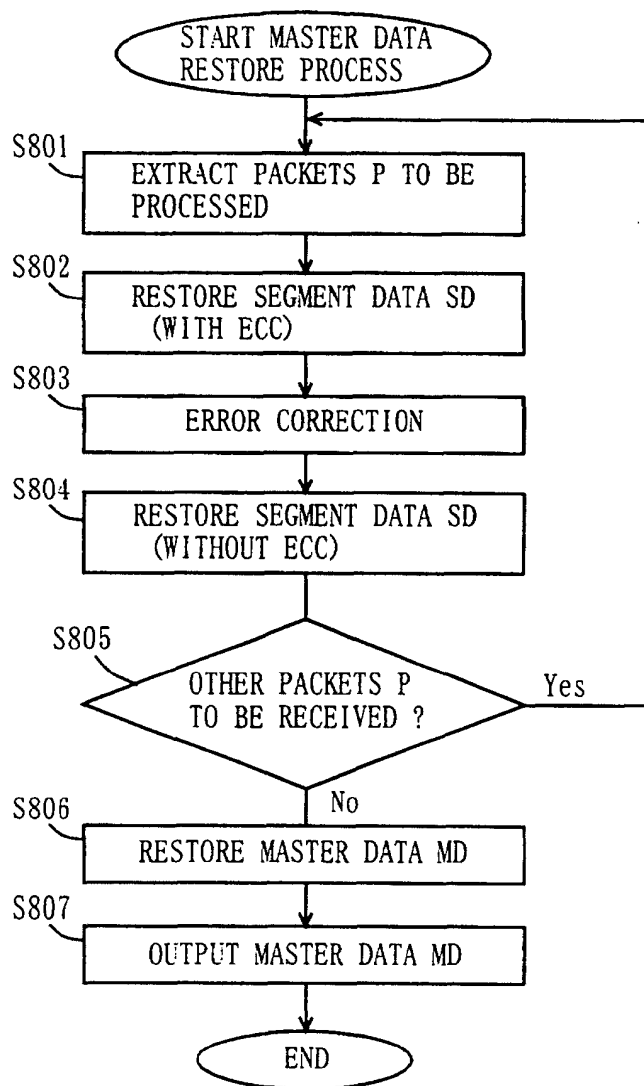 START MASTER DATA
RESTORE PROCESS
S801
EXTRACT PACKETS P TO BE
PROCESSED
S802
RESTORE SEGMENT DATA SD
(WITH ECC)
S803
ERROR CORRECTION
S804
RESTORE SEGMENT DATA SD
(WITHOUT ECC)
S805
OTHER PACKETS P
TO BE RECEIVED ?
Yes
No
S806
RESTORE MASTER DATA MD
S807
OUTPUT MASTER DATA MD
END